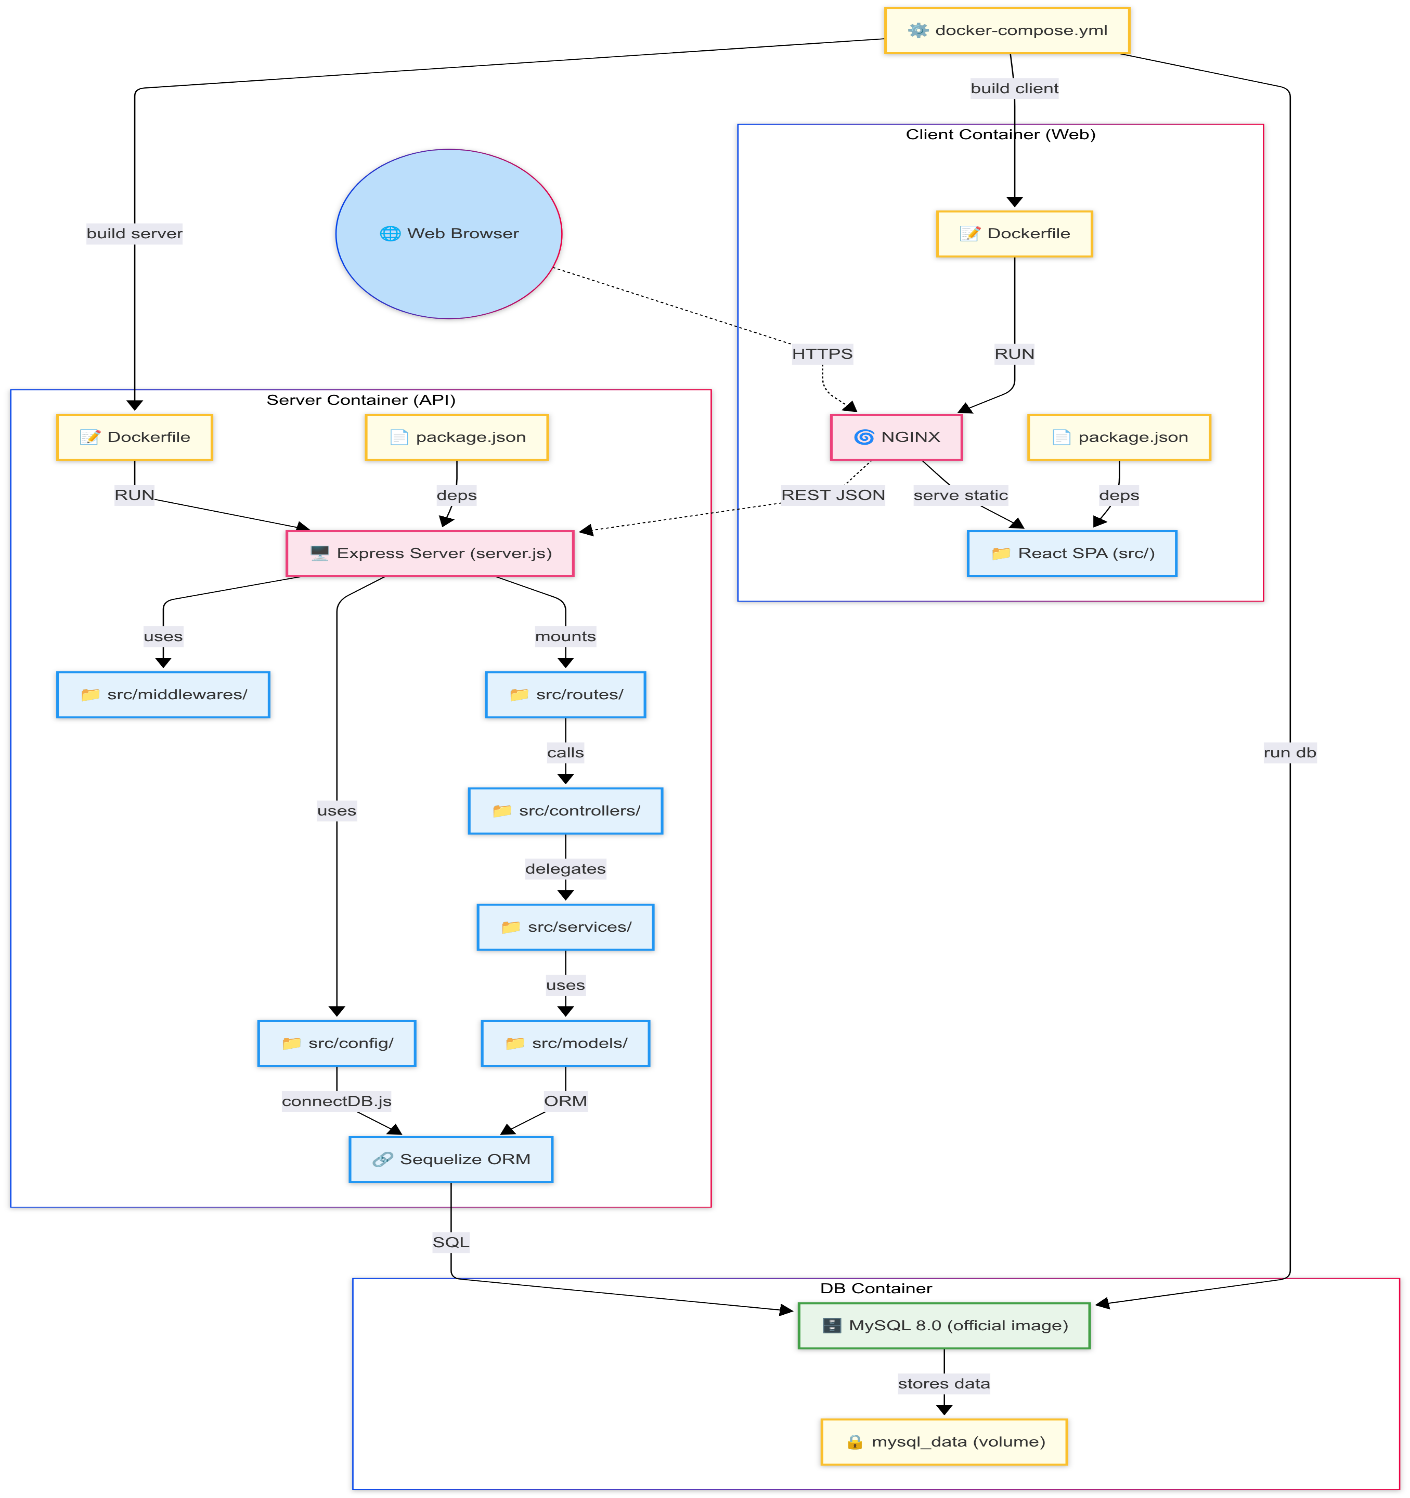 docker-compose.yml
build client
Client Container (Web)
Web Browser
build server
Dockerfile
HTTPS
RUN
Server Container (API)
Dockerfile
package.json
NGINX
package.json
RUN
deps
REST JSON
serve static
deps
Express Server (server.js)
React SPA (src/)
uses
mounts
src/middlewares/
src/routes/
calls
run db
uses
src/controllers/
delegates
src/services/
uses
src/config/
src/models/
connectDB.js
ORM
Sequelize ORM
SQL
DB Container
MySQL 8.0 (official image)
stores data
mysql_data (volume)